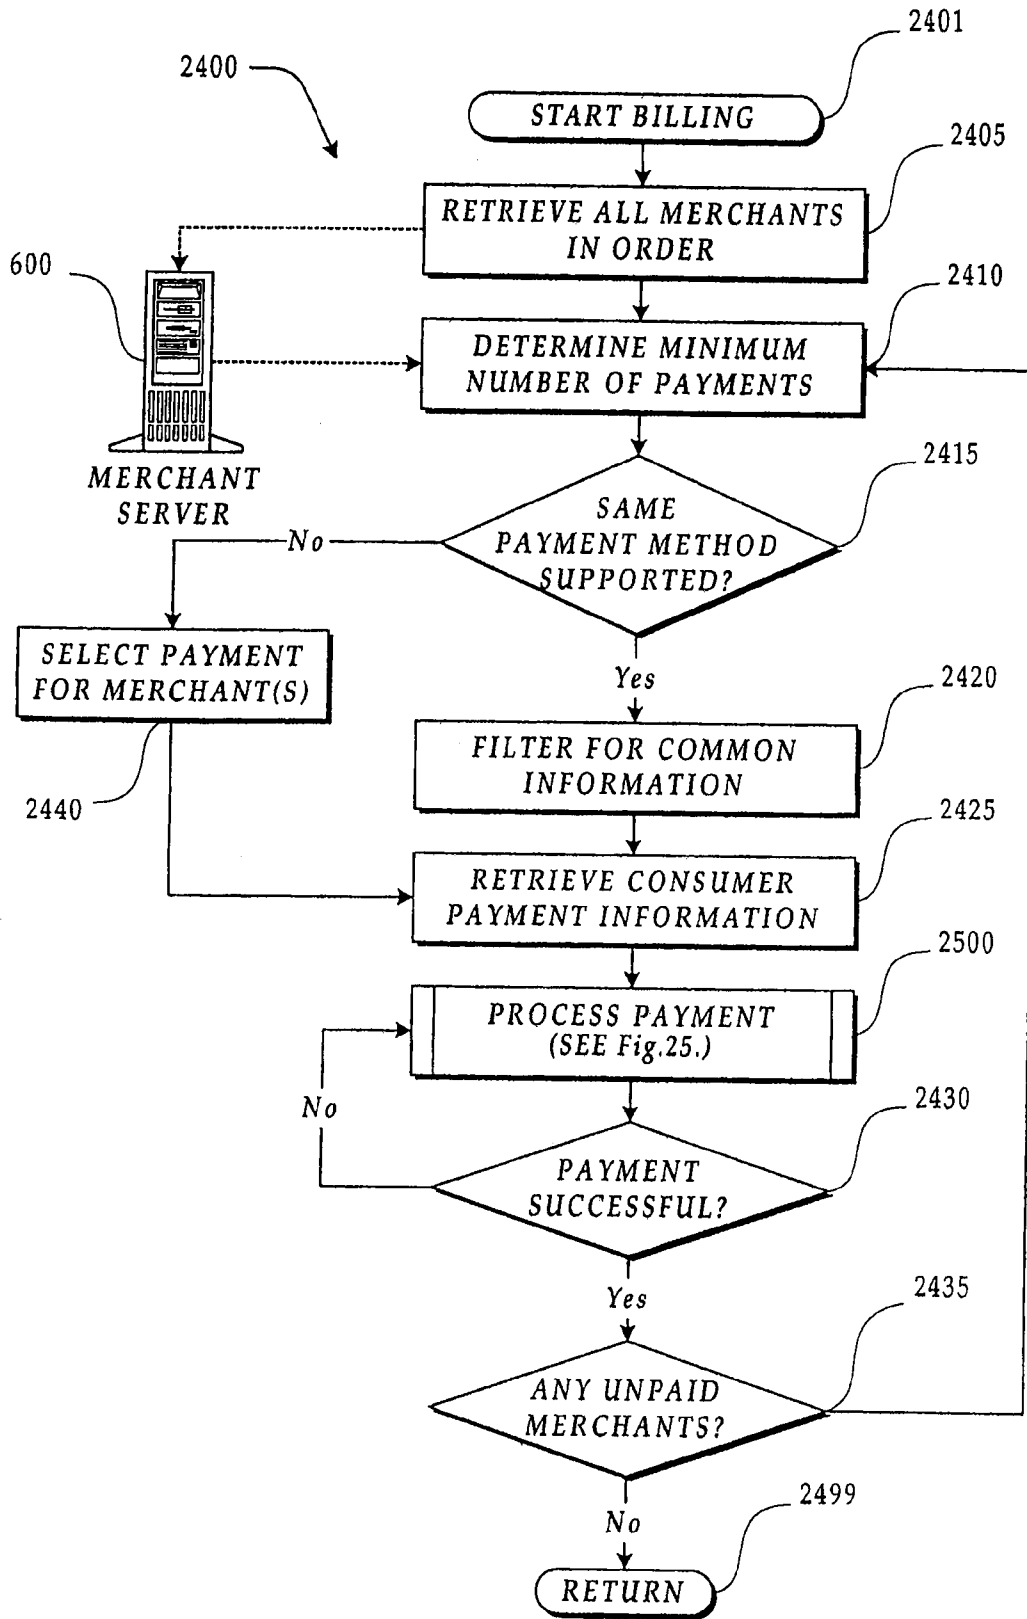 2401
2400
START BILLING
2405
RETRIEVE ALL MERCHANTS
IN ORDER
600
2410
DETERMINE MINIMUM
NUMBER OF PAYMENTS
MERCHANT
SERVER
2415
SAME
PAYMENT METHOD
SUPPORTED?
No
SELECT PAYMENT
FOR MERCHANT(S)
Yes
2420
FILTER FOR COMMON
INFORMATION
2440
2425
RETRIEVE CONSUMER
PAYMENT INFORMATION
2500
PROCESS PAYMENT
(SEE Fig.25.)
No
2430
PAYMENT
SUCCESSFUL?
Yes
2435
ANY UNPAID
MERCHANTS?
2499
No
RETURN